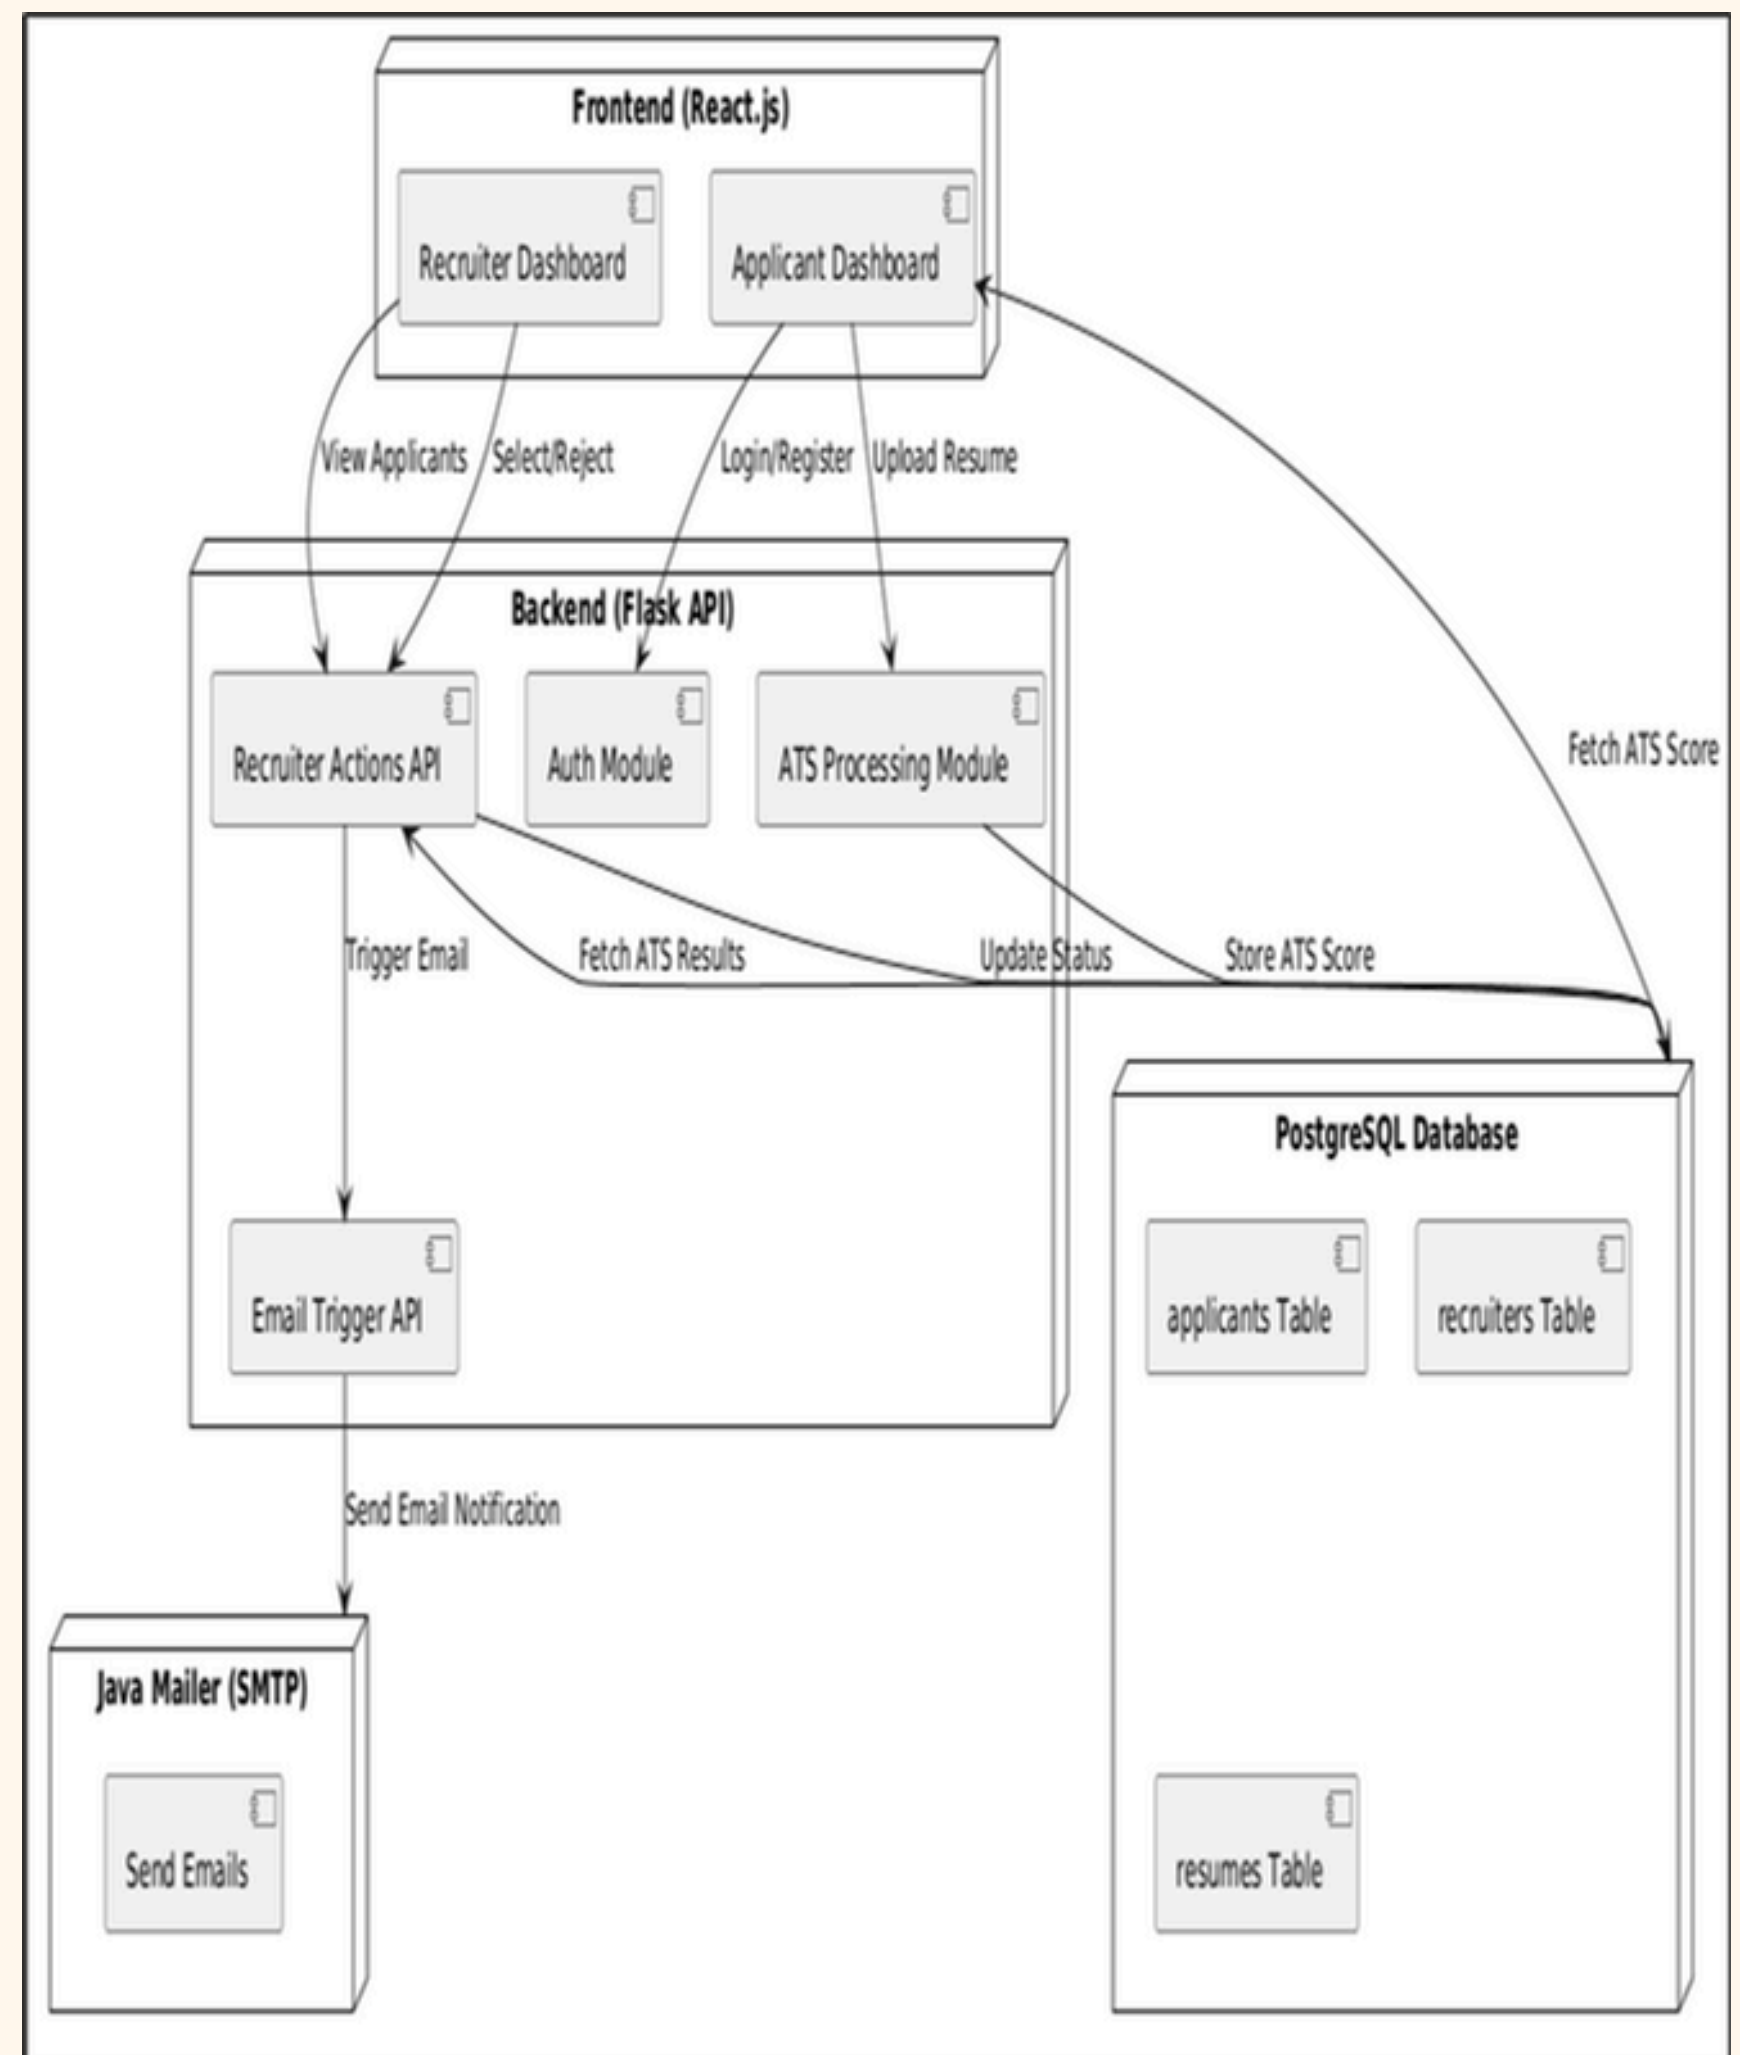 Frontend (React.js)
Recruiter Dashboard
Applicant Dashboard
View Applicants
Select/Reject
Login/Register
Upload Resume
Backend (Flask API)
Recruiter Actions API
Auth Module
ATS Processing Module
Fetch ATS Score
Trigger Email
Fetch ATS Results
Update Status
Store ATS Score
PostgreSQL Database
applicants Table
recruiters Table
Email Trigger API
Send Email Notification
Java Mailer (SMTP)
Send Emails
resumes Table